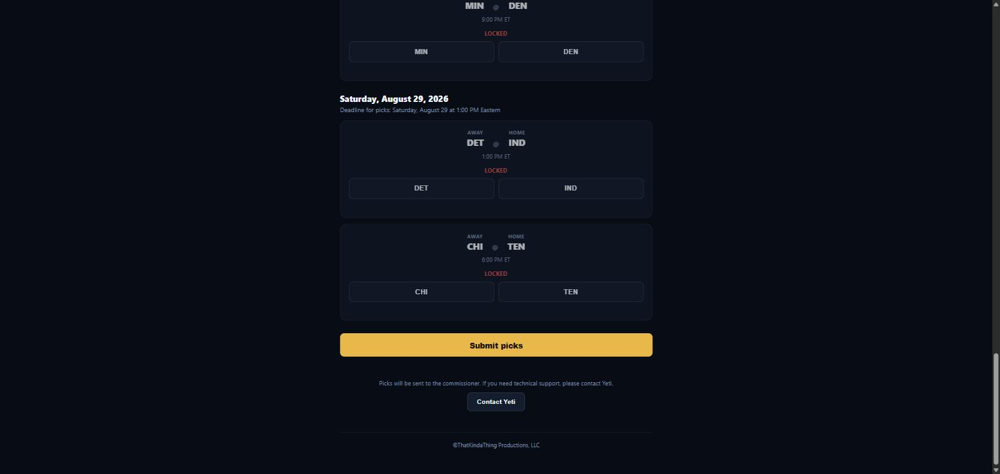 MIN @ DEN
9:00 PM ET
LOCKED
MIN DEN
Saturday, August 29, 2026
Deadline for picks: Saturday, August 29 at 1:00 PM Eastern
AWAY HOME
DET @ IND
1:00 PM ET
LOCKED
DET IND
AWAY HOME
CHI @ TEN
6:00 PM ET
LOCKED
CHI TEN
Submit picks
Picks will be sent to the commissioner. If you need technical support, please contact Yeti.
Contact Yeti
©ThatKindaThing Productions, LLC